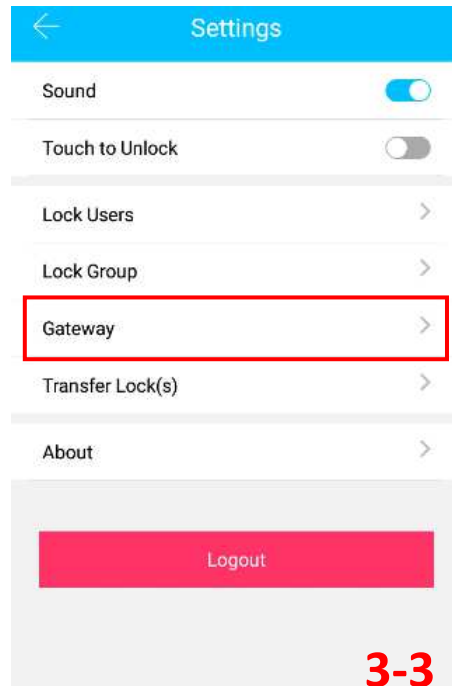 Settings
Sound
Touch to Unlock
Lock Users
Lock Group
Gateway
Transfer Lock(s)
About
Logout
3-3